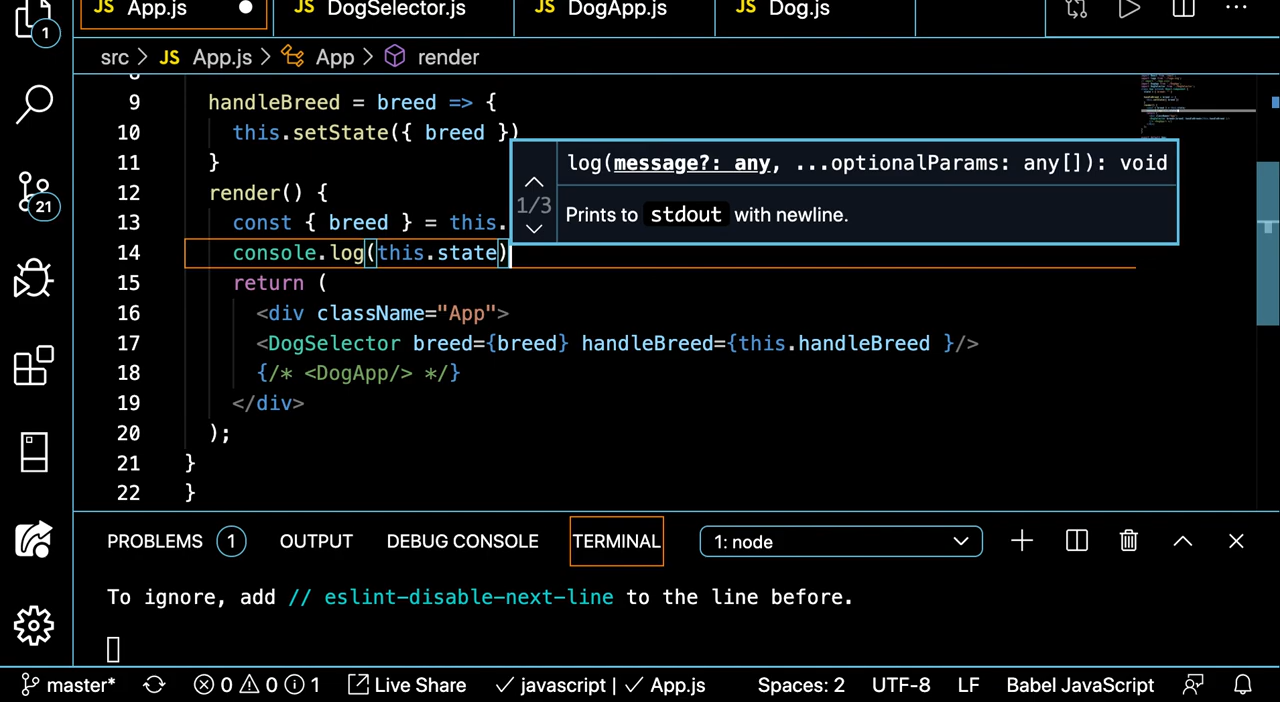 JS App.js JS DogSelector.js JS DogApp.js JS Dog.js
1
src > JS App.js > App > render
9 handleBreed = breed => {
10 this.setState({ breed })
11 }
12 render() {
13 const { breed } = this.
14 console.log(this.state)
log(message?: any, ...optionalParams: any[]): void
1/3
Prints to stdout with newline.
15 return (
16 <div className="App">
17 <DogSelector breed={breed} handleBreed={this.handleBreed }/>
18 {/* <DogApp/> */}
19 </div>
20 );
21 }
22 }
21
PROBLEMS 1 OUTPUT DEBUG CONSOLE TERMINAL 1: node
To ignore, add // eslint-disable-next-line to the line before.
master* 0 0 1 Live Share javascript | App.js Spaces: 2 UTF-8 LF Babel JavaScript